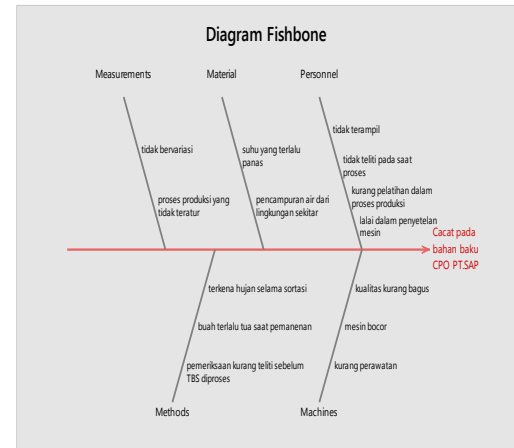 Diagram Fishbone
Measurements
Material
Personnel
tidak bervariasi
proses produksi yang
tidak teratur
suhu yang terlalu
panas
pencampuran air dari
lingkungan sekitar
tidak terampil
tidak teliti pada saat
proses
kurang pelatihan dalam
proses produksi
lalai dalam penyetelan
mesin
Cacat pada
bahan baku
CPO PT.SAP
terkena hujan selama sortasi
buah terlalu tua saat pemanenan
pemeriksaan kurang teliti sebelum
TBS diproses
kualitas kurang bagus
mesin bocor
kurang perawatan
Methods
Machines